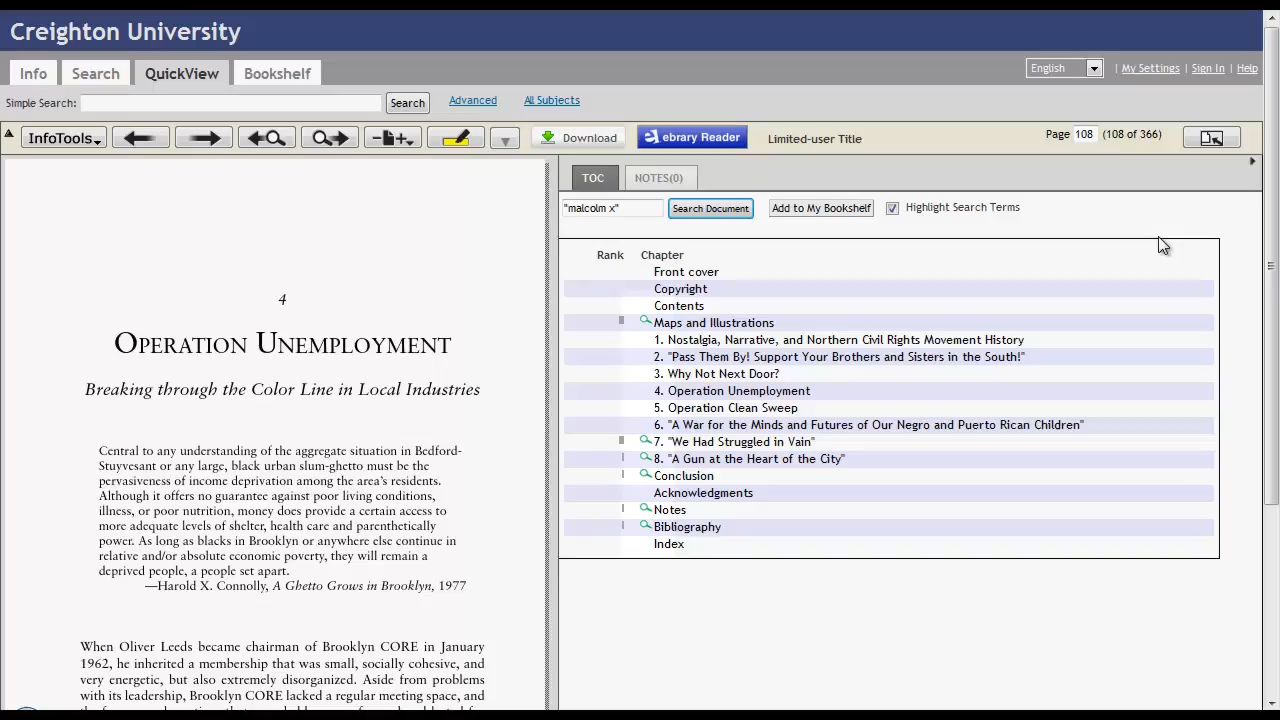 Creighton University
Info Search QuickView Bookshelf
English | My Settings | Sign In | Help
Simple Search: Search Advanced All Subjects
InfoTools Download ebrary Reader Limited-user Title Page 108 (108 of 366)
TOC NOTES(0)
"malcolm x" Search Document Add to My Bookshelf Highlight Search Terms
Rank Chapter
Front cover
Copyright
Contents
Maps and Illustrations
1. Nostalgia, Narrative, and Northern Civil Rights Movement History
2. "Pass Them By! Support Your Brothers and Sisters in the South!"
3. Why Not Next Door?
4. Operation Unemployment
5. Operation Clean Sweep
6. "A War for the Minds and Futures of Our Negro and Puerto Rican Children"
7. "We Had Struggled in Vain"
8. "A Gun at the Heart of the City"
Conclusion
Acknowledgments
Notes
Bibliography
Index
4
OPERATION UNEMPLOYMENT
Breaking through the Color Line in Local Industries
Central to any understanding of the aggregate situation in Bedford-
Stuyvesant or any large, black urban slum-ghetto must be the
pervasiveness of income deprivation among the area's residents.
Although it offers no guarantee against poor living conditions,
illness, or poor nutrition, money does provide a certain access to
more adequate levels of shelter, health care and parenthetically
power. As long as blacks in Brooklyn or anywhere else continue in
relative and/or absolute economic poverty, they will remain a
deprived people, a people set apart.
—Harold X. Connolly, A Ghetto Grows in Brooklyn, 1977
When Oliver Leeds became chairman of Brooklyn CORE in January
1962, he inherited a membership that was small, socially cohesive, and
very energetic, but also extremely disorganized. Aside from problems
with its leadership, Brooklyn CORE lacked a regular meeting space, and